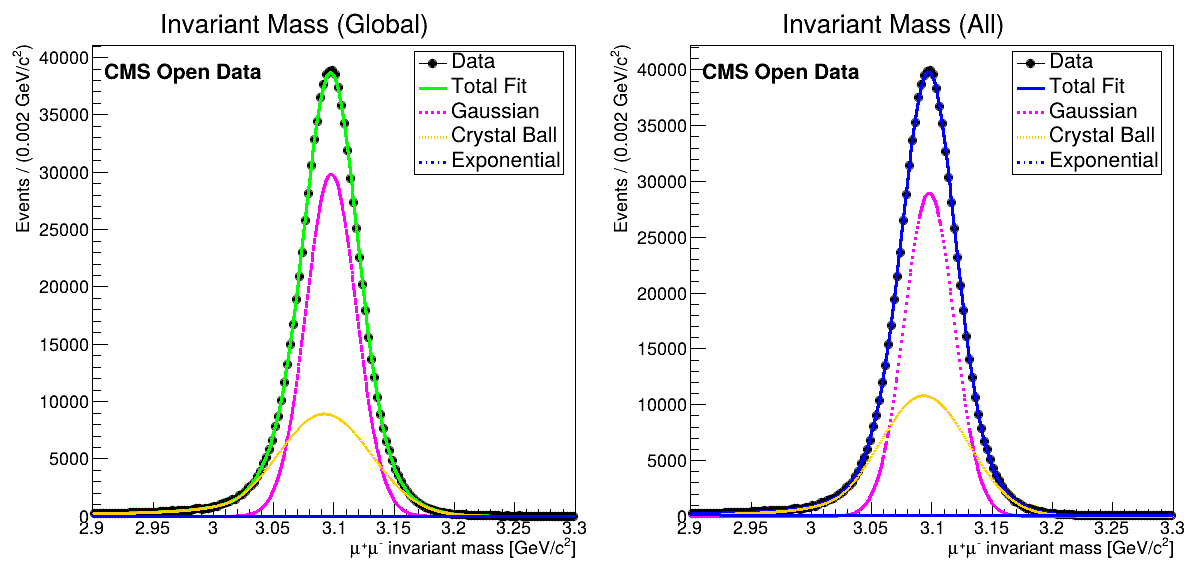 Invariant Mass (Global)
Events / (0.002 GeV/c²)
40000
35000
30000
25000
20000
15000
10000
5000
0
CMS Open Data
Data
Total Fit
Gaussian
Crystal Ball
Exponential
2.9 2.95 3 3.05 3.1 3.15 3.2 3.25 3.3
μ⁺μ⁻ invariant mass [GeV/c²]
Invariant Mass (All)
Events / (0.002 GeV/c²)
40000
35000
30000
25000
20000
15000
10000
5000
0
CMS Open Data
Data
Total Fit
Gaussian
Crystal Ball
Exponential
2.9 2.95 3 3.05 3.1 3.15 3.2 3.25 3.3
μ⁺μ⁻ invariant mass [GeV/c²]